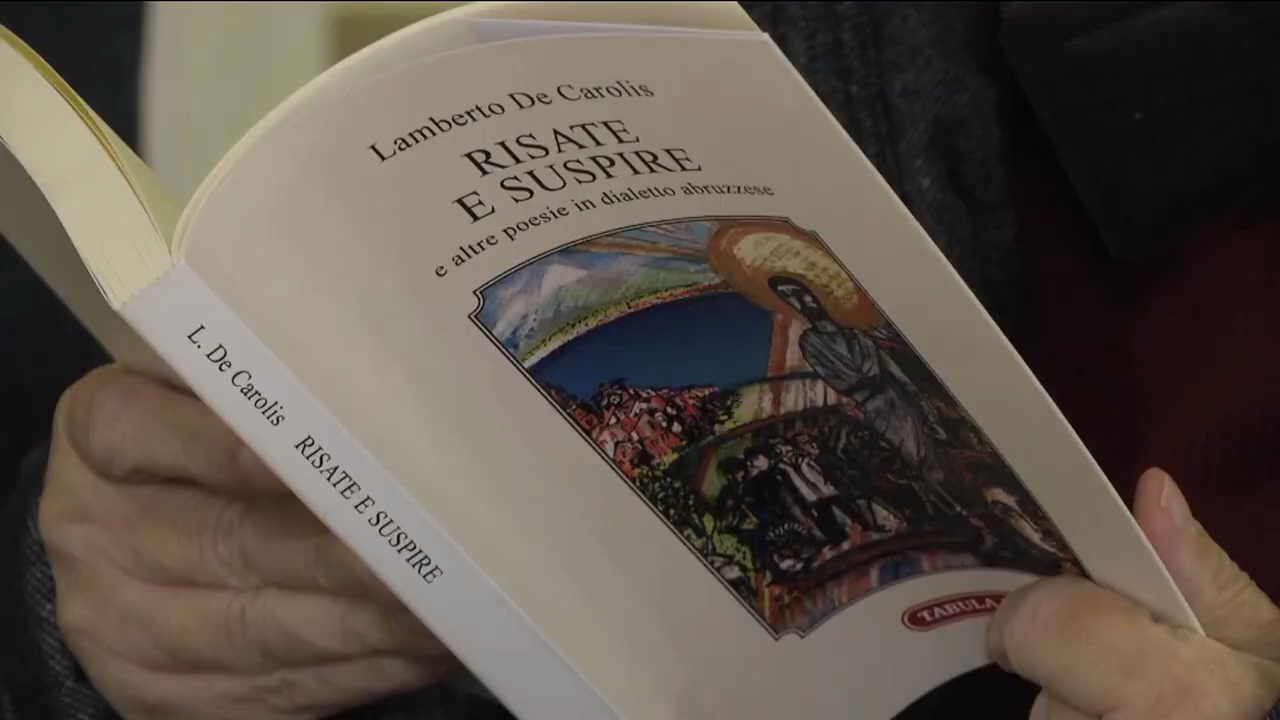 Lamberto De Carolis
RISATE
E SUSPIRE
e altre poesie in dialetto abruzzese
TABULA
L. De Carolis RISATE E SUSPIRE